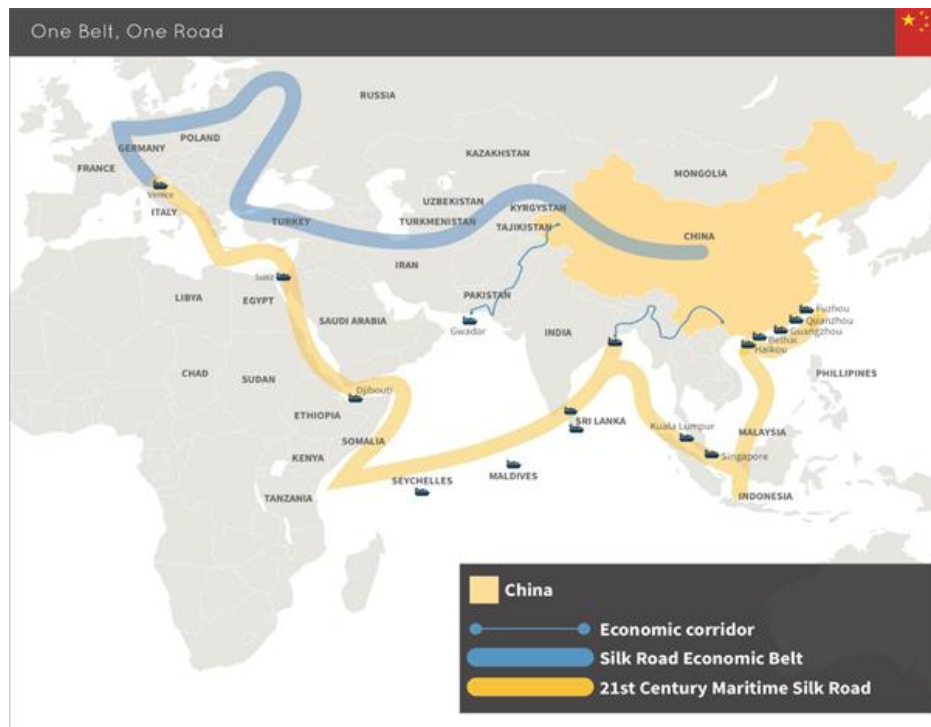 One Belt, One Road
RUSSIA
POLAND
GERMANY
FRANCE
KAZAKHSTAN
MONGOLIA
Venice
ITALY
UZBEKISTAN
KYRGYSTAN
TURKEY
TURKMENISTAN
TAJIKISTAN
CHINA
IRAN
Suez
LIBYA
EGYPT
PAKISTAN
SAUDI ARABIA
Gwadar
INDIA
Fuzhou
Quanzhou
Guangzhou
Beihai
Haikou
CHAD
SUDAN
PHILLIPINES
Djibouti
ETHIOPIA
SRI LANKA
Kuala Lumpur
MALAYSIA
SOMALIA
KENYA
Singapore
SEYCHELLES
MALDIVES
TANZANIA
INDONESIA
China
Economic corridor
Silk Road Economic Belt
21st Century Maritime Silk Road